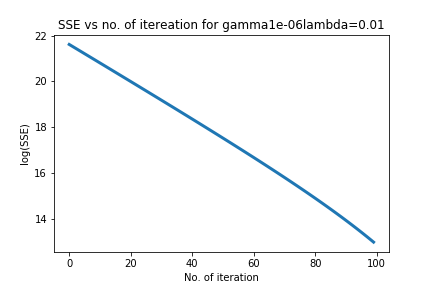 SSE vs no. of itereation for gamma1e-06lambda=0.01
22
20
18
16
14
log(SSE)
0 20 40 60 80 100
No. of iteration